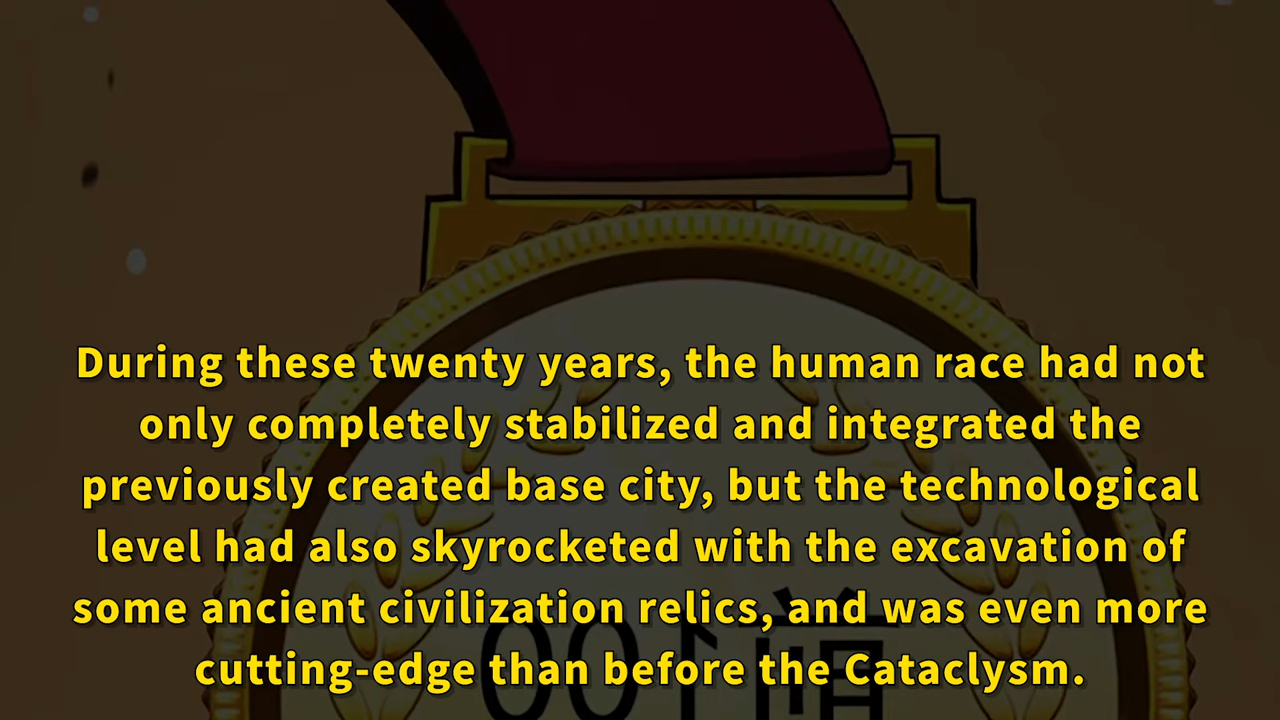 During these twenty years, the human race had not
only completely stabilized and integrated the
previously created base city, but the technological
level had also skyrocketed with the excavation of
some ancient civilization relics, and was even more
cutting-edge than before the Cataclysm.